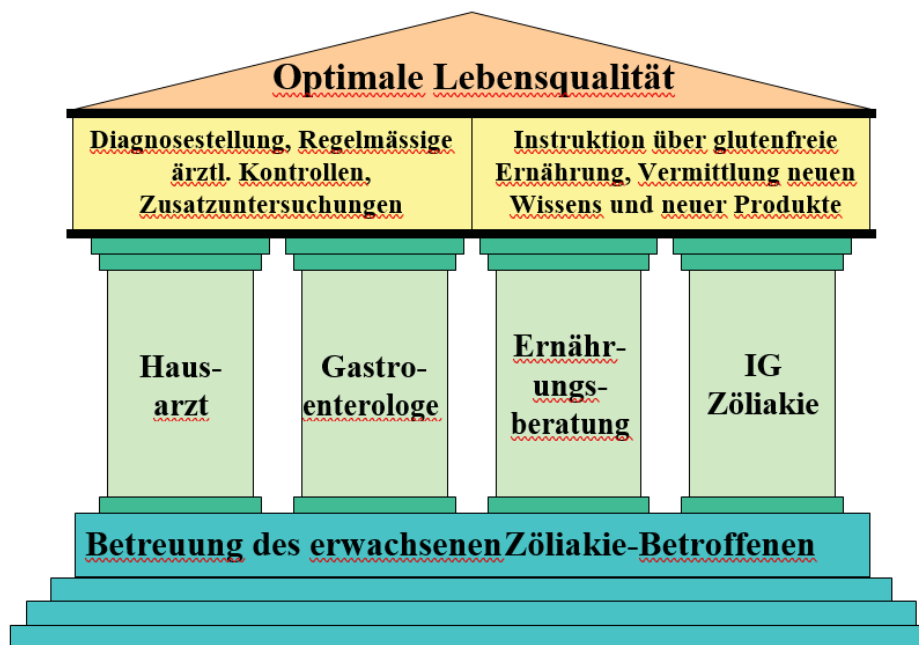 Optimale Lebensqualität
Diagnosestellung, Regelmässige
ärztl. Kontrollen,
Zusatzuntersuchungen
Instruktion über glutenfreie
Ernährung, Vermittlung neuen
Wissens und neuer Produkte
Haus-
arzt
Gastro-
enterologe
Ernähr-
ungs-
beratung
IG
Zöliakie
Betreuung des erwachsenenZöliakie-Betroffenen